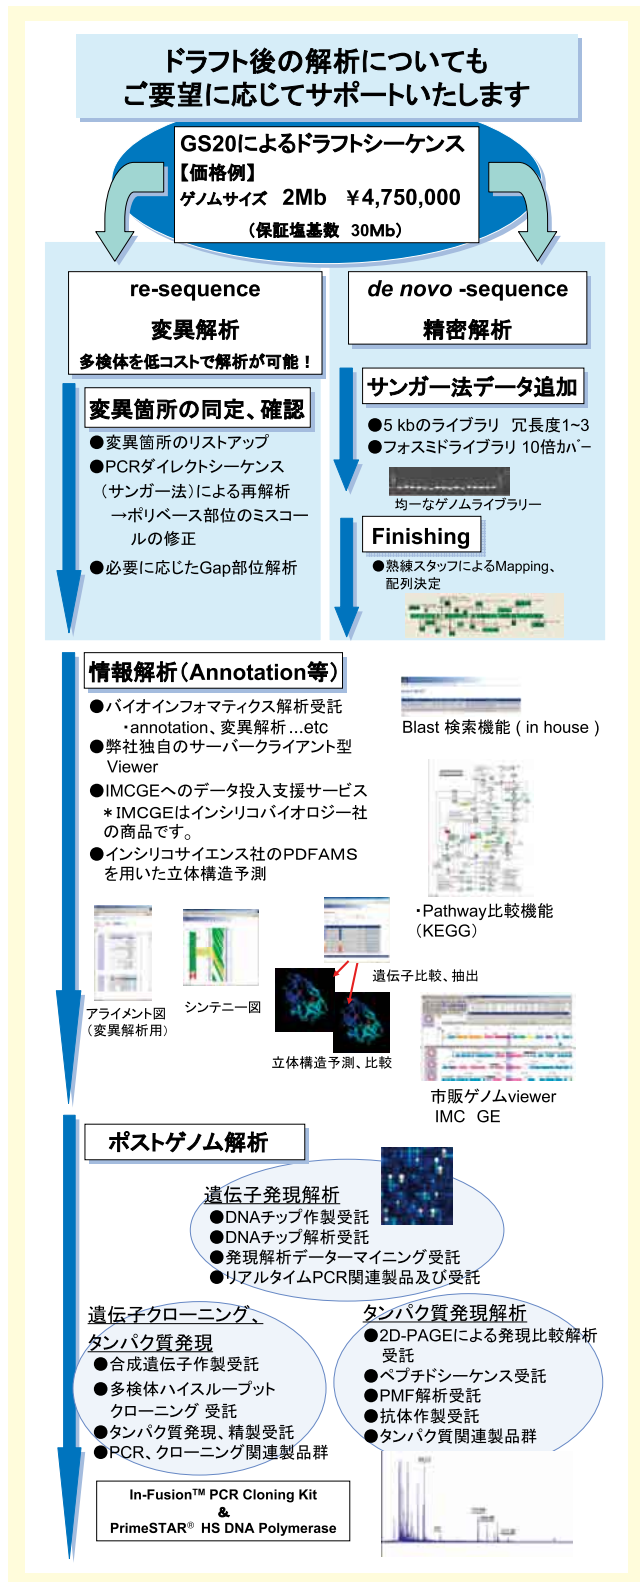 ドラフト後の解析についても
ご要望に応じてサポートいたします
GS20によるドラフトシーケンス
【価格例】
ゲノムサイズ 2Mb ￥4,750,000
（保証塩基数 30Mb）
re-sequence
変異解析
多検体を低コストで解析が可能！
de novo -sequence
精密解析
変異箇所の同定、確認
●変異箇所のリストアップ
●PCRダイレクトシーケンス
（サンガー法）による再解析
→ポリベース部位のミスコー
ルの修正
●必要に応じたGap部位解析
サンガー法データ追加
●5 kbのライブラリ 冗長度1~3
●フォスミドライブラリ 10倍ｶﾊﾞｰ
均一なゲノムライブラリー
Finishing
●熟練スタッフによるMapping、
配列決定
情報解析（Annotation等）
●バイオインフォマティクス解析受託
・annotation、変異解析…etc
●弊社独自のサーバークライアント型
Viewer
●IMCGEへのデータ投入支援サービス
＊IMCGEはインシリコバイオロジー社
の商品です。
●インシリコサイエンス社のPDFAMS
を用いた立体構造予測
Blast 検索機能 ( in house )
・Pathway比較機能
（KEGG）
アライメント図
（変異解析用）
シンテニー図
遺伝子比較、抽出
立体構造予測、比較
市販ゲノムviewer
IMC GE
ポストゲノム解析
遺伝子発現解析
●DNAチップ作製受託
●DNAチップ解析受託
●発現解析データーマイニング受託
●リアルタイムPCR関連製品及び受託
遺伝子クローニング、
タンパク質発現
●合成遺伝子作製受託
●多検体ハイスループット
クローニング 受託
●タンパク質発現、精製受託
●PCR、クローニング関連製品群
タンパク質発現解析
●2D-PAGEによる発現比較解析
受託
●ペプチドシーケンス受託
●PMF解析受託
●抗体作製受託
●タンパク質関連製品群
In-Fusion™ PCR Cloning Kit
&
PrimeSTAR® HS DNA Polymerase